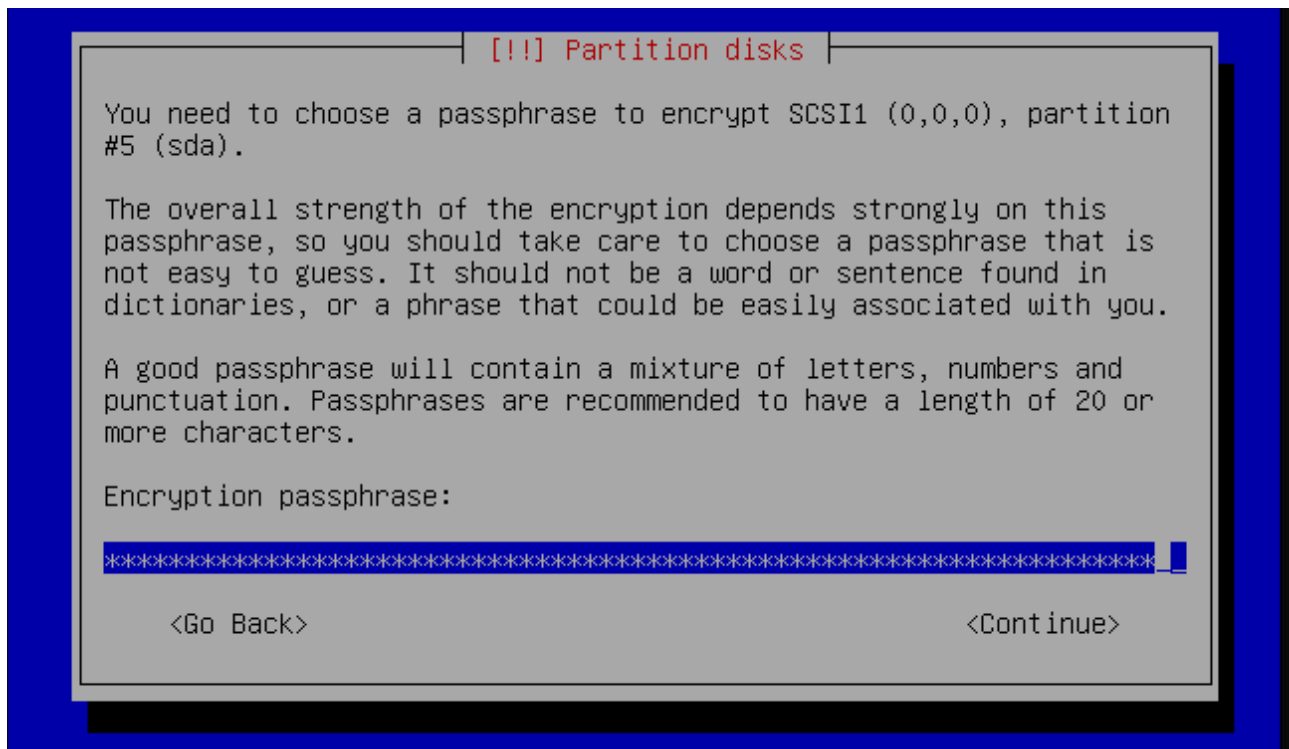 [!!] Partition disks
You need to choose a passphrase to encrypt SCSI1 (0,0,0), partition
#5 (sda).
The overall strength of the encryption depends strongly on this
passphrase, so you should take care to choose a passphrase that is
not easy to guess. It should not be a word or sentence found in
dictionaries, or a phrase that could be easily associated with you.
A good passphrase will contain a mixture of letters, numbers and
punctuation. Passphrases are recommended to have a length of 20 or
more characters.
Encryption passphrase:
******************************************************************_
<Go Back> <Continue>